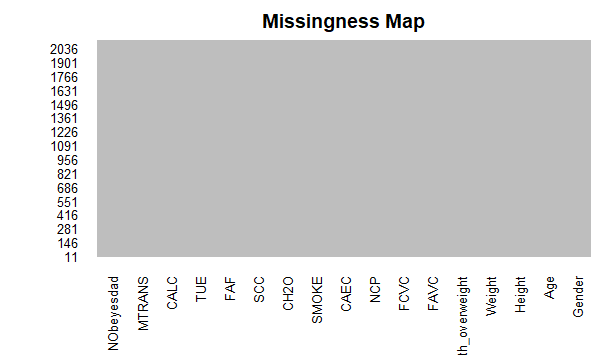 Missingness Map
2036
1901
1766
1631
1496
1361
1226
1091
956
821
686
551
416
281
146
11
NObeyesdad
MTRANS
CALC
TUE
FAF
SCC
CH2O
SMOKE
CAEC
NCP
FCVC
FAVC
th_overweight
Weight
Height
Age
Gender